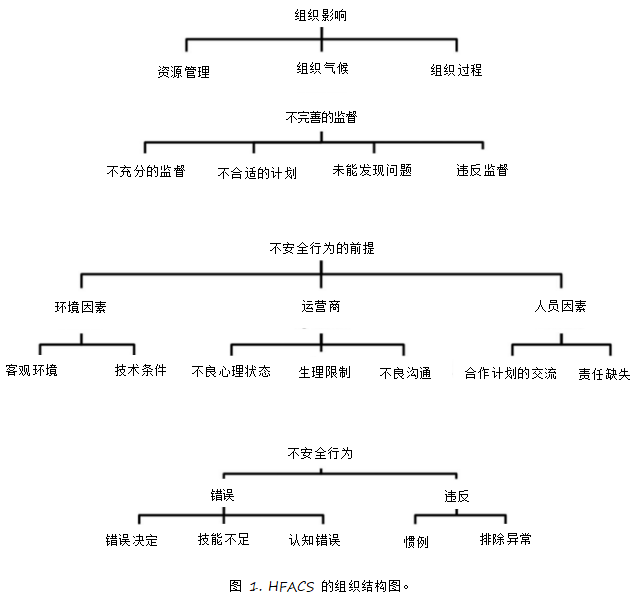 组织影响
资源管理 组织气候 组织过程
不完善的监督
不充分的监督 不合适的计划 未能发现问题 违反监督
不安全行为的前提
环境因素 运营商 人员因素
客观环境 技术条件 不良心理状态 生理限制 不良沟通 合作计划的交流 责任缺失
不安全行为
错误 违反
错误决定 技能不足 认知错误 惯例 排除异常
图 1. HFACS 的组织结构图。